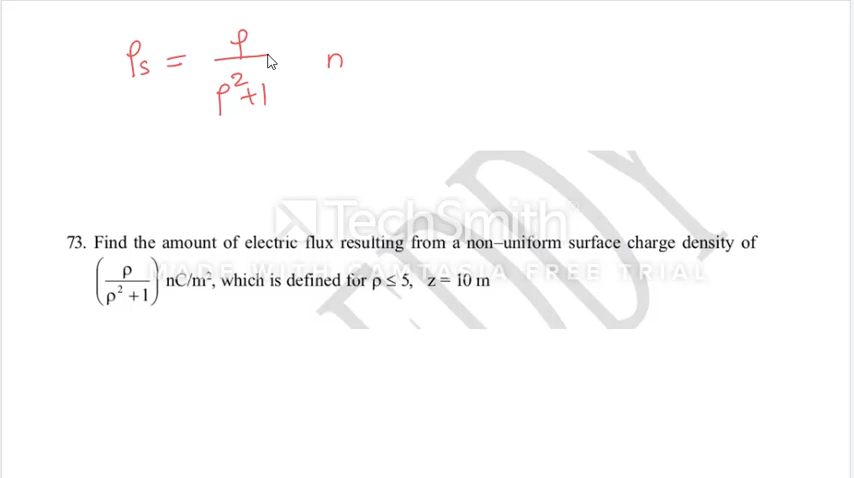 ρs = ρ / ρ²+1 n
TechSmith
73. Find the amount of electric flux resulting from a non–uniform surface charge density of
(ρ / ρ² + 1) nC/m², which is defined for ρ ≤ 5, z = 10 m
MADE WITH CAMTASIA FREE TRIAL